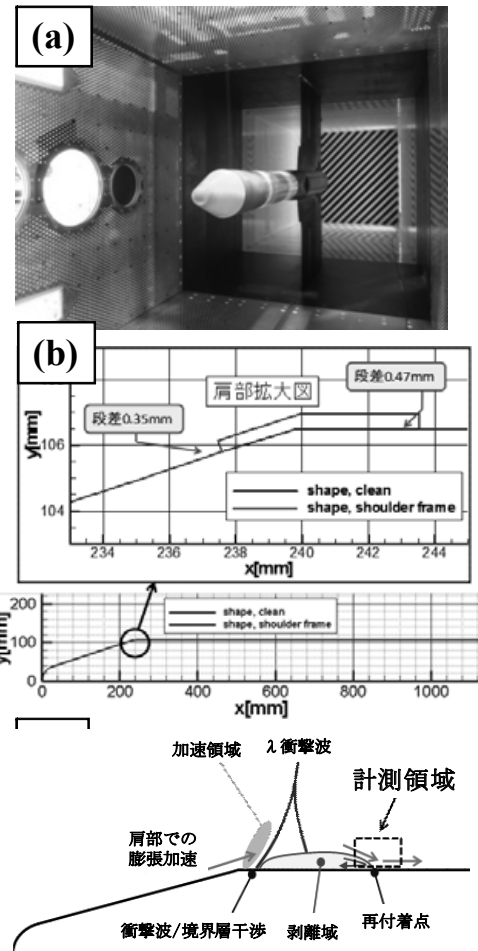 (a)
(b)
肩部拡大図
段差0.47mm
段差0.35mm
y[mm]
106
104
shape, clean
shape, shoulder frame
234 236 238 240 242 244
x[mm]
y[mm]
200
100
0
shape, clean
shape, shoulder frame
0 200 400 600 800 1000
x[mm]
加速領域
λ衝撃波
計測領域
肩部での
膨張加速
衝撃波/境界層干渉
剥離域
再付着点